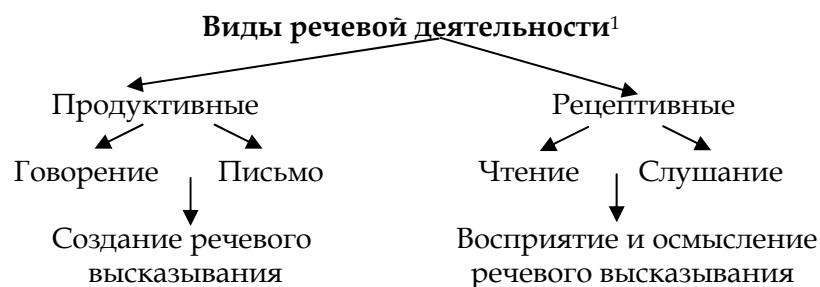 Виды речевой деятельности¹
Продуктивные Рецептивные
Говорение Письмо Чтение Слушание
Создание речевого Восприятие и осмысление
высказывания речевого высказывания